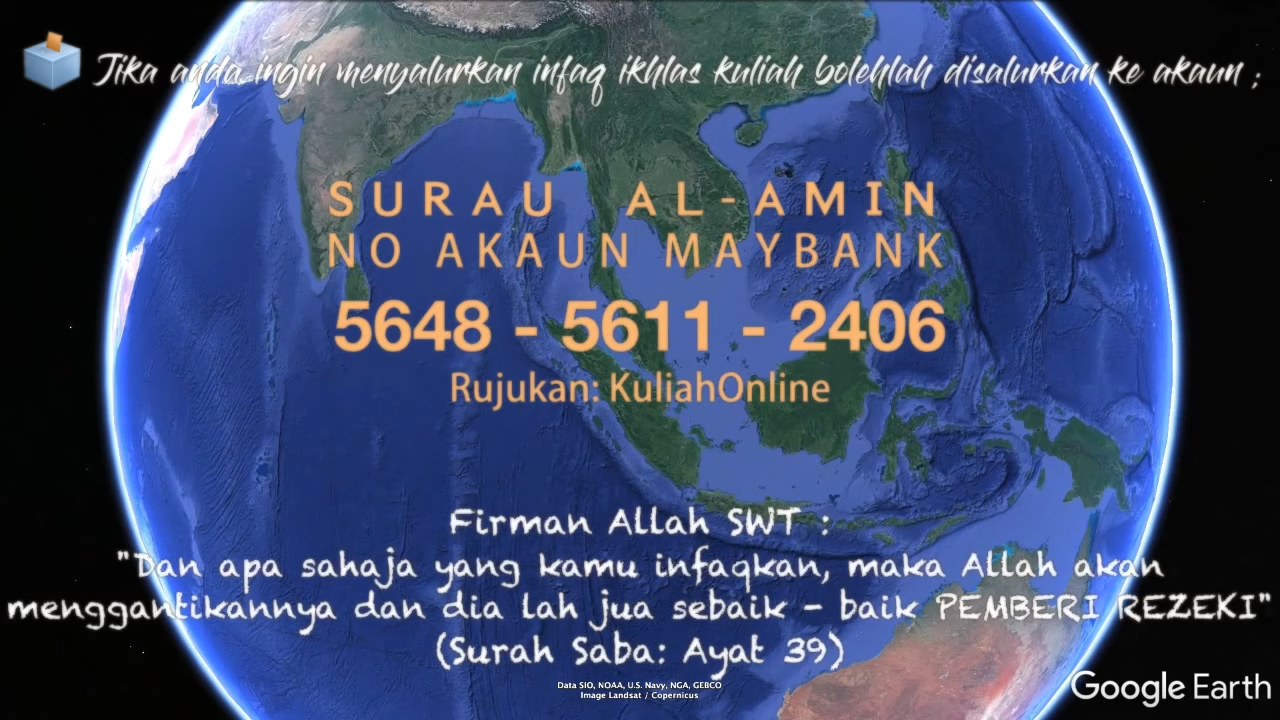 Jika anda ingin menyalurkan infaq ikhlas kuliah bolehlah disalurkan ke akaun ;
SURAU AL-AMIN
NO AKAUN MAYBANK
5648 - 5611 - 2406
Rujukan: KuliahOnline
Firman Allah SWT :
"Dan apa sahaja yang kamu infaqkan, maka Allah akan
menggantikannya dan dia lah jua sebaik - baik PEMBERI REZEKI"
(Surah Saba: Ayat 39)
Data SIO, NOAA, U.S. Navy, NGA, GEBCO
Image Landsat / Copernicus
Google Earth